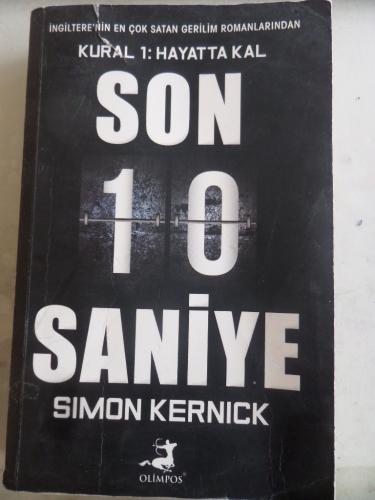 İNGİLTERE'NİN EN ÇOK SATAN GERİLİM ROMANLARINDAN
KURAL 1: HAYATTA KAL
SON
10
SANİYE
SIMON KERNICK
OLİMPOS®